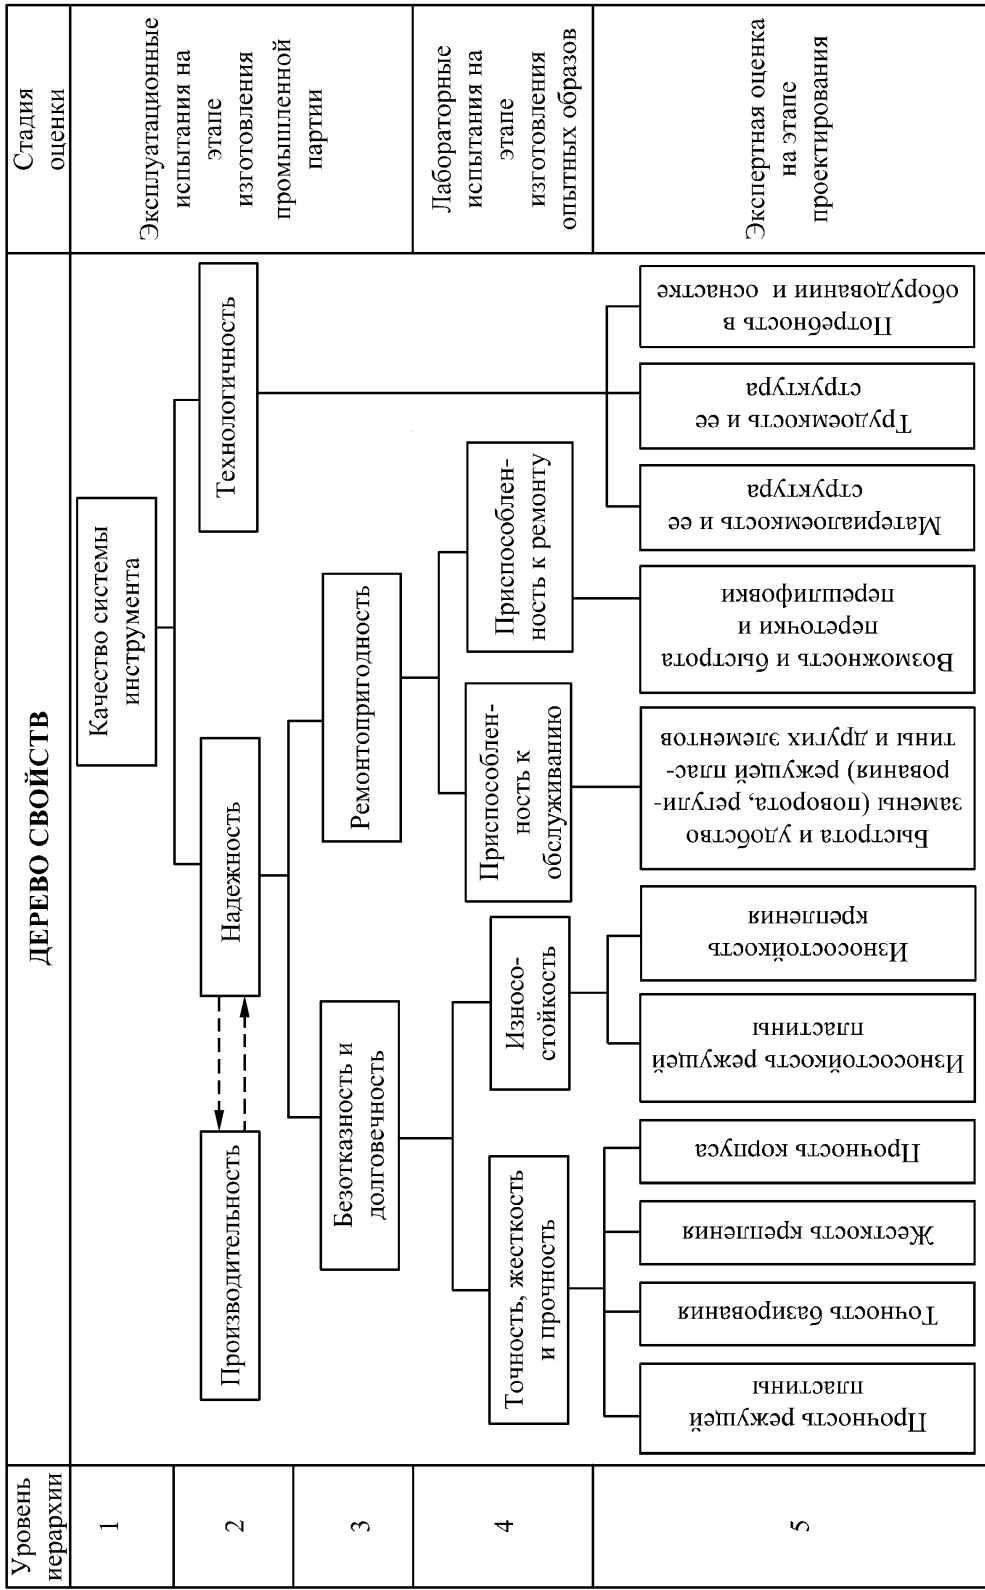 Уровень
иерархии
ДЕРЕВО СВОЙСТВ
Стадия
оценки
1
Качество системы
инструмента
Эксплуатационные
испытания на
этапе
изготовления
промышленной
партии
2
Производительность
Надежность
Технологичность
3
Безотказность и
долговечность
Ремонтопригодность
4
Точность, жесткость
и прочность
Износо-
стойкость
Приспособлен-
ность к
обслуживанию
Приспособлен-
ность к ремонту
Лабораторные
испытания на
этапе
изготовления
опытных образов
5
Прочность режущей
пластины
Точность базирования
Жесткость крепления
Прочность корпуса
Износостойкость режущей
пластины
Износостойкость
крепления
Быстрота и удобство
замены (поворота, регули-
рования) режущей плас-
тины и других элементов
Возможность и быстрота
переточки и
перешлифовки
Материалоемкость и ее
структура
Трудоемкость и ее
структура
Потребность в
оборудовании и оснастке
Экспертная оценка
на этапе
проектирования